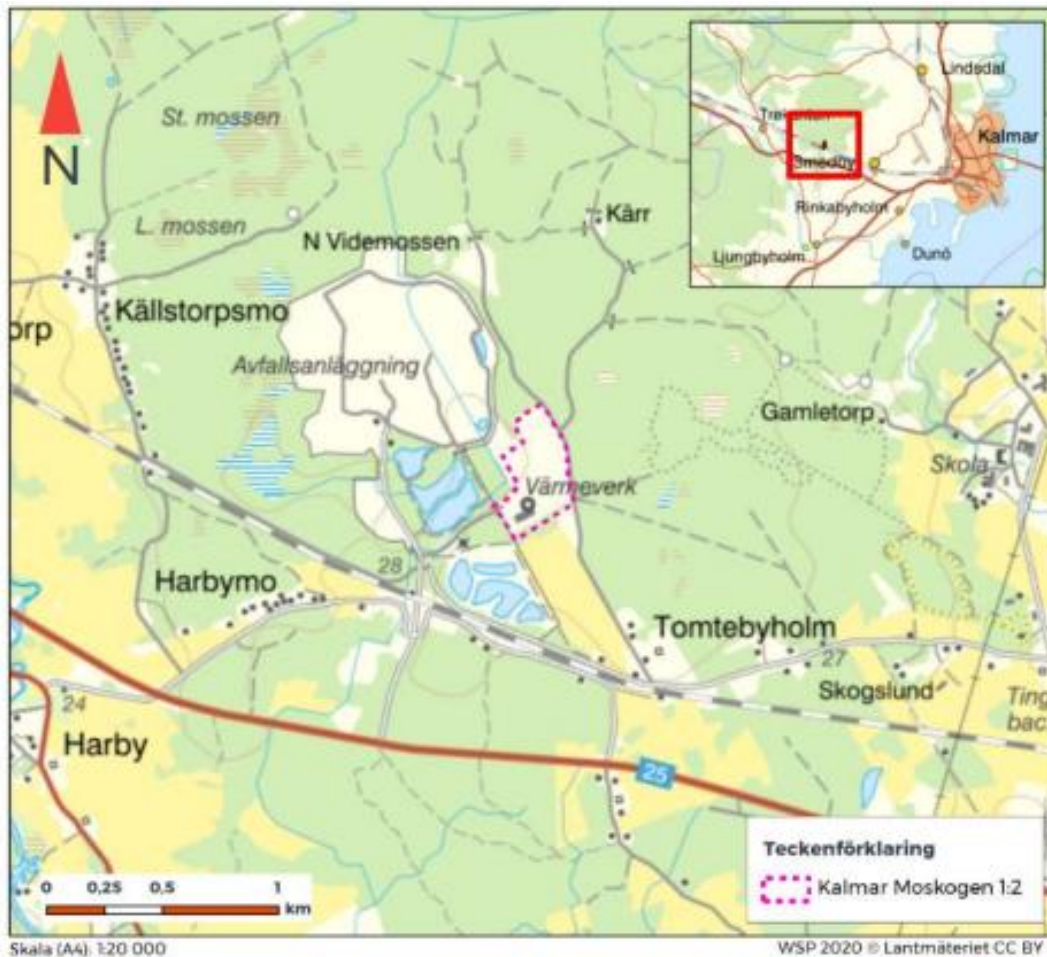 St. mossen
L. mossen
N
N Videmossen
Kärr
Källstorpsmo
orp
Avfallsanläggning
Gamletorp
Skola
Värmeverk
28
Harbymo
Tomtebyholm
27
Skogslund
24
Harby
25
Lindsdal
Kalmar
Smedby
Rinkabyholm
Ljungbyholm
Dunö
Teckenförklaring
Kalmar Moskogen 1:2
0 0,25 0,5 1
km
Skala (A4): 1:20 000
WSP 2020 © Lantmäteriet CC BY